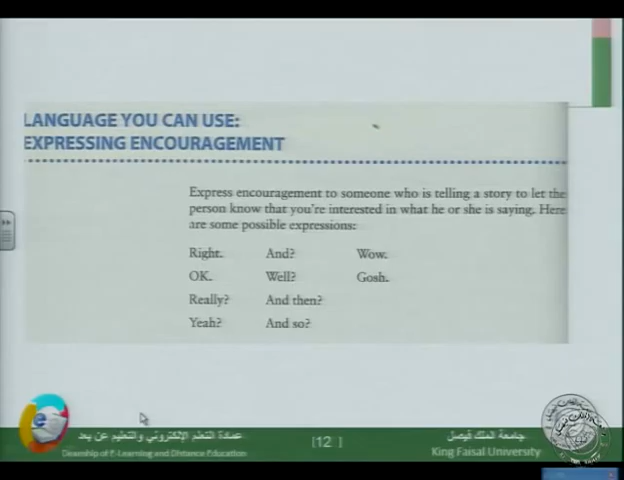 LANGUAGE YOU CAN USE:
EXPRESSING ENCOURAGEMENT
Express encouragement to someone who is telling a story to let the
person know that you're interested in what he or she is saying. Here
are some possible expressions:
Right. And? Wow.
OK. Well? Gosh.
Really? And then?
Yeah? And so?
عمادة التعلم الإلكتروني والتعليم عن بعد
[12 ]
جامعة الملك فيصل
Deanship of E-Learning and Distance Education
King Faisal University